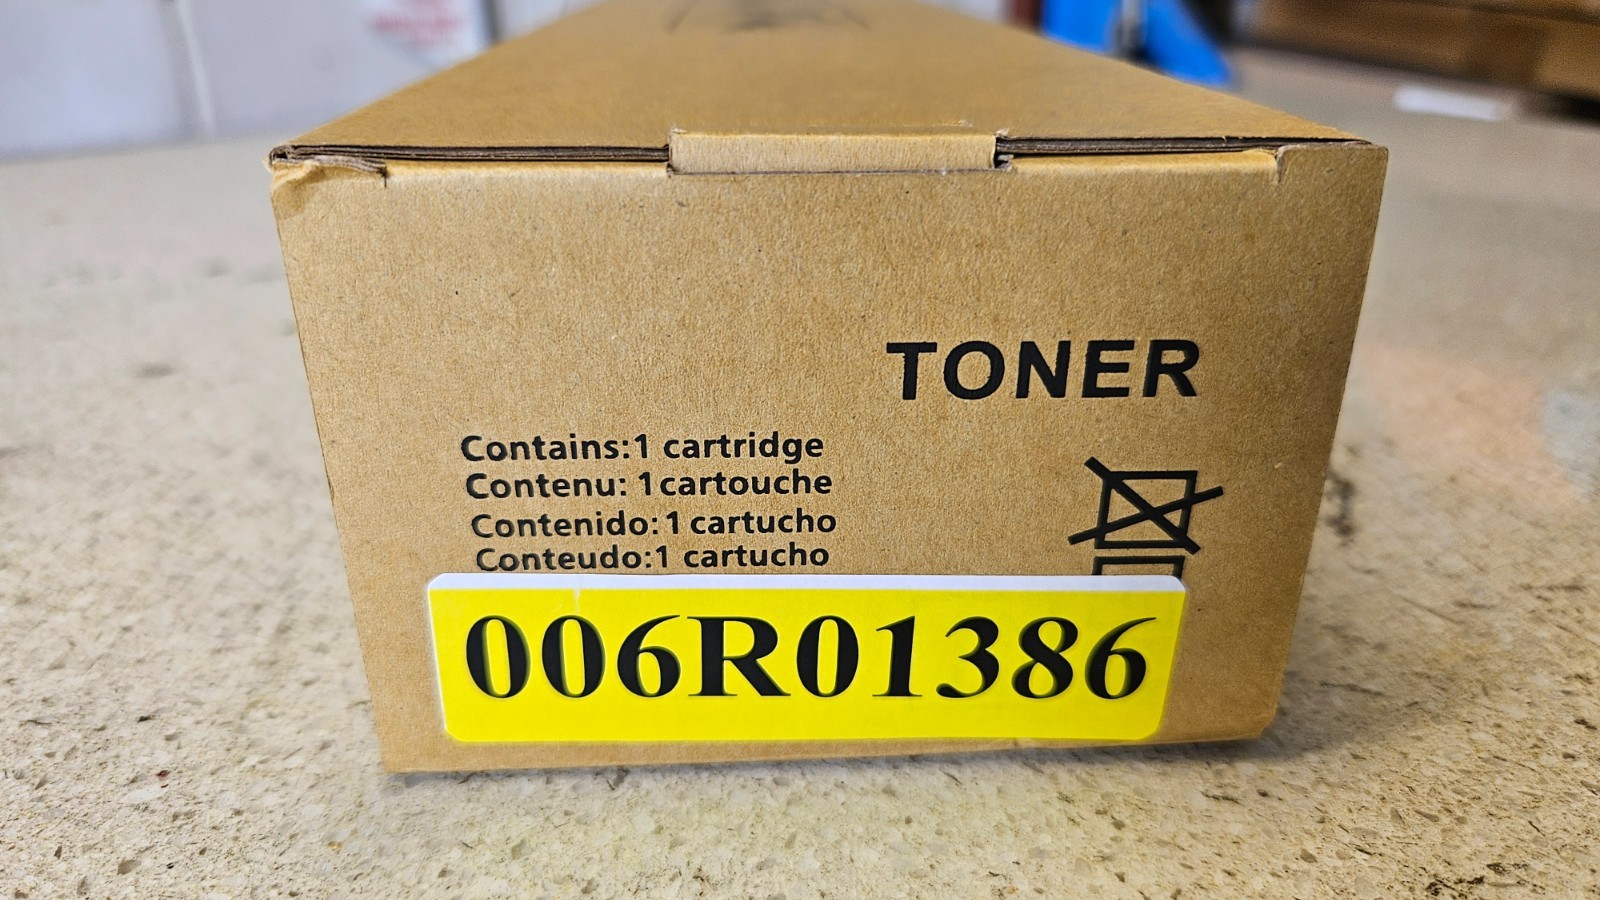 TONER
Contains:1 cartridge
Contenu: 1cartouche
Contenido:1 cartucho
Conteudo:1 cartucho
006R01386